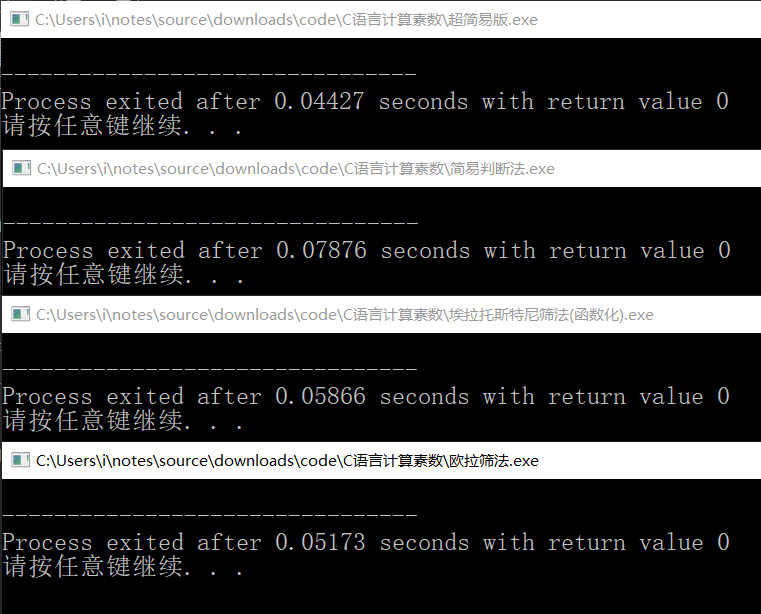 C:\Users\i\notes\source\downloads\code\C语言计算素数\超简易版.exe
--------------------------------
Process exited after 0.04427 seconds with return value 0
请按任意键继续. . .
C:\Users\i\notes\source\downloads\code\C语言计算素数\简易判断法.exe
--------------------------------
Process exited after 0.07876 seconds with return value 0
请按任意键继续. . .
C:\Users\i\notes\source\downloads\code\C语言计算素数\埃拉托斯特尼筛法(函数化).exe
--------------------------------
Process exited after 0.05866 seconds with return value 0
请按任意键继续. . .
C:\Users\i\notes\source\downloads\code\C语言计算素数\欧拉筛法.exe
--------------------------------
Process exited after 0.05173 seconds with return value 0
请按任意键继续. . .